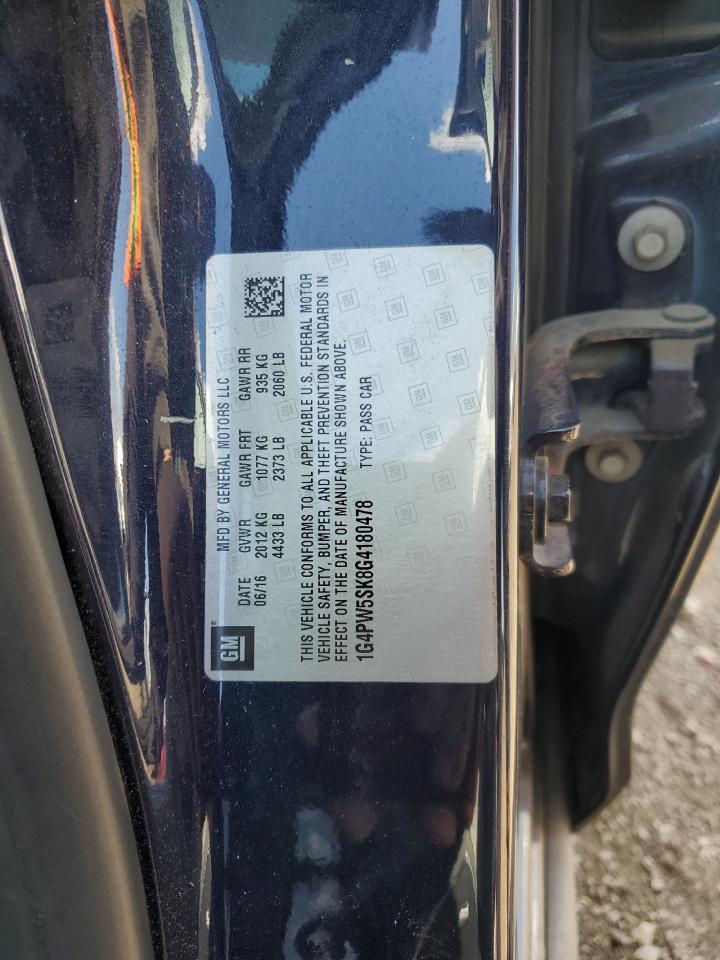 GM
MFD BY GENERAL MOTORS LLC
DATE GVWR GAWR FRT GAWR RR
06/16 2012 KG 1077 KG 935 KG
4433 LB 2373 LB 2060 LB
THIS VEHICLE CONFORMS TO ALL APPLICABLE U.S. FEDERAL MOTOR
VEHICLE SAFETY, BUMPER, AND THEFT PREVENTION STANDARDS IN
EFFECT ON THE DATE OF MANUFACTURE SHOWN ABOVE.
1G4PW5SK8G4180478 TYPE: PASS CAR